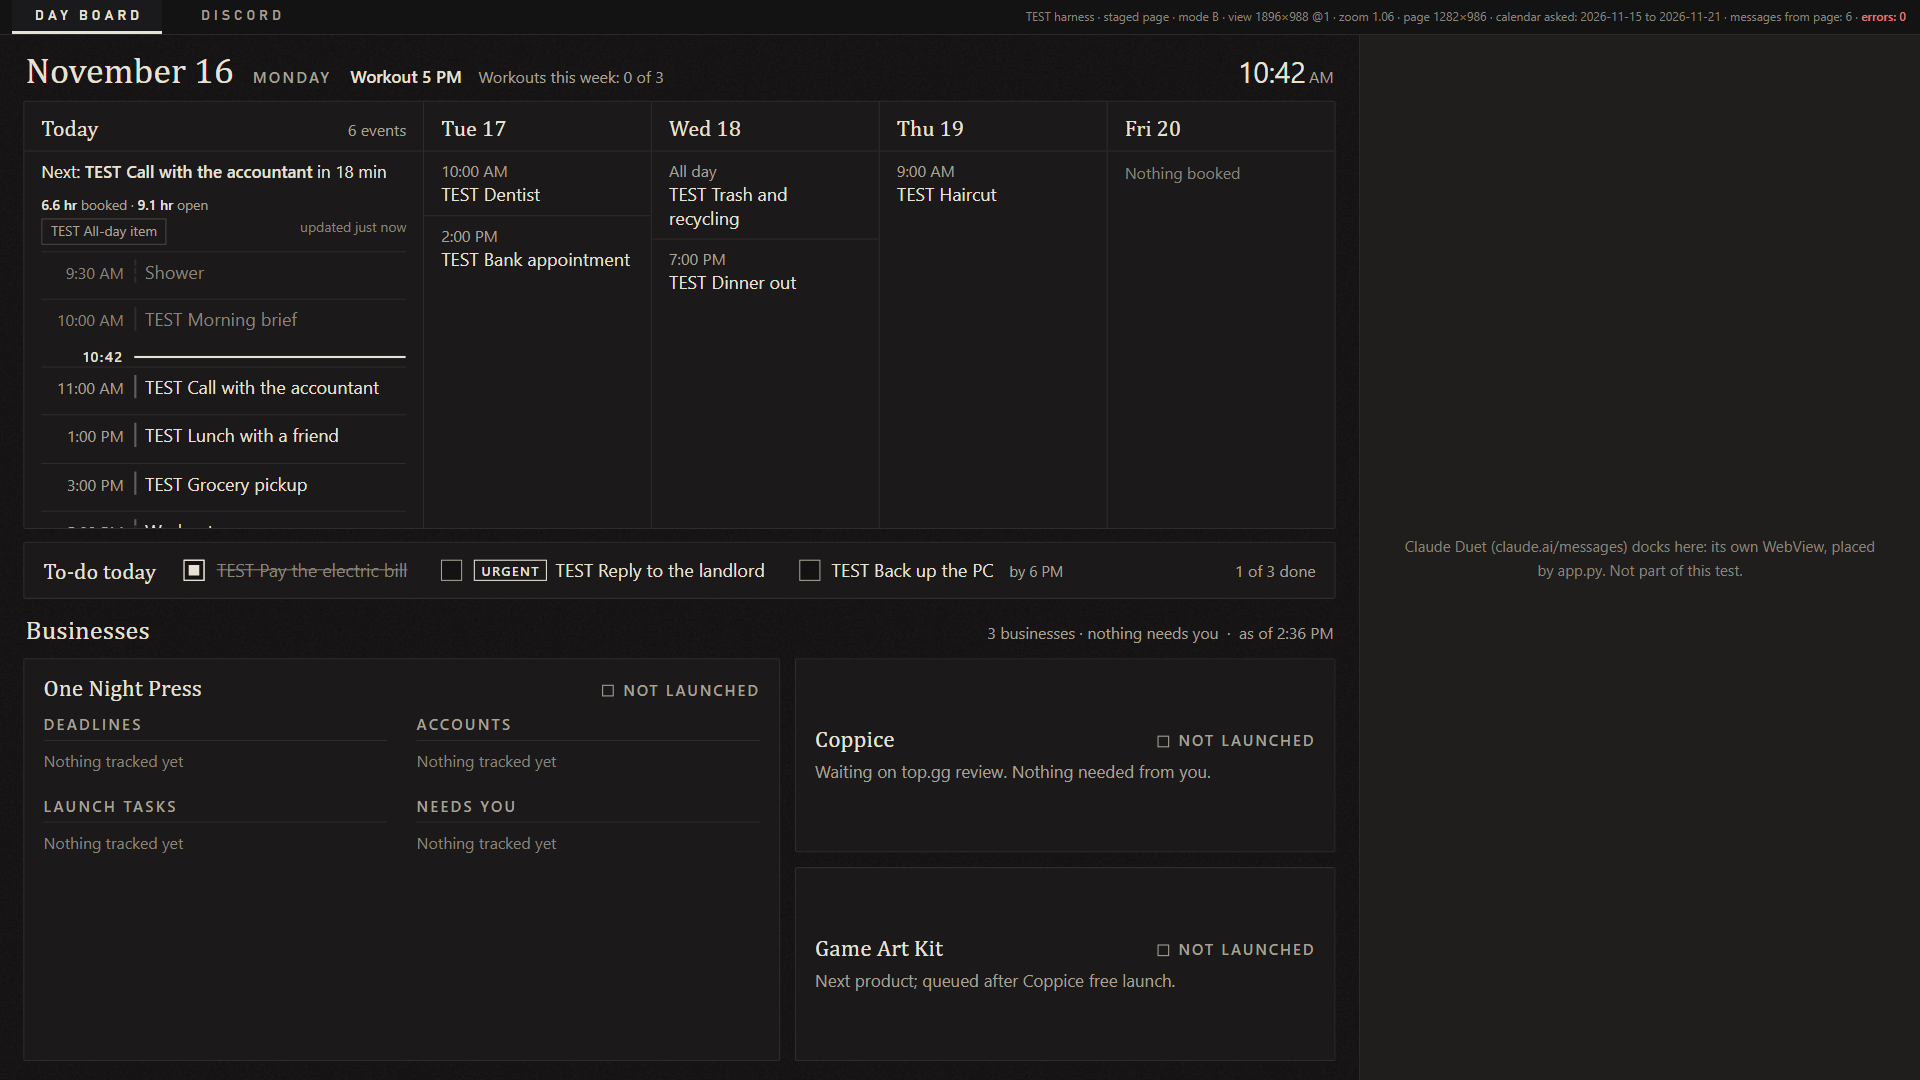 DAY BOARD
DISCORD
TEST harness · staged page · mode B · view 1896×988 @1 · zoom 1.06 · page 1282×986 · calendar asked: 2026-11-15 to 2026-11-21 · messages from page: 6 · errors: 0
November 16 MONDAY Workout 5 PM Workouts this week: 0 of 3
10:42 AM
Today
6 events
Next: TEST Call with the accountant in 18 min
6.6 hr booked · 9.1 hr open
TEST All-day item
updated just now
9:30 AM Shower
10:00 AM TEST Morning brief
10:42
11:00 AM TEST Call with the accountant
1:00 PM TEST Lunch with a friend
3:00 PM TEST Grocery pickup
Tue 17
10:00 AM
TEST Dentist
2:00 PM
TEST Bank appointment
Wed 18
All day
TEST Trash and
recycling
7:00 PM
TEST Dinner out
Thu 19
9:00 AM
TEST Haircut
Fri 20
Nothing booked
To-do today
TEST Pay the electric bill
URGENT TEST Reply to the landlord
TEST Back up the PC by 6 PM
1 of 3 done
Businesses
3 businesses · nothing needs you · as of 2:36 PM
One Night Press
NOT LAUNCHED
DEADLINES
Nothing tracked yet
ACCOUNTS
Nothing tracked yet
LAUNCH TASKS
Nothing tracked yet
NEEDS YOU
Nothing tracked yet
Coppice
NOT LAUNCHED
Waiting on top.gg review. Nothing needed from you.
Game Art Kit
NOT LAUNCHED
Next product; queued after Coppice free launch.
Claude Duet (claude.ai/messages) docks here: its own WebView, placed
by app.py. Not part of this test.